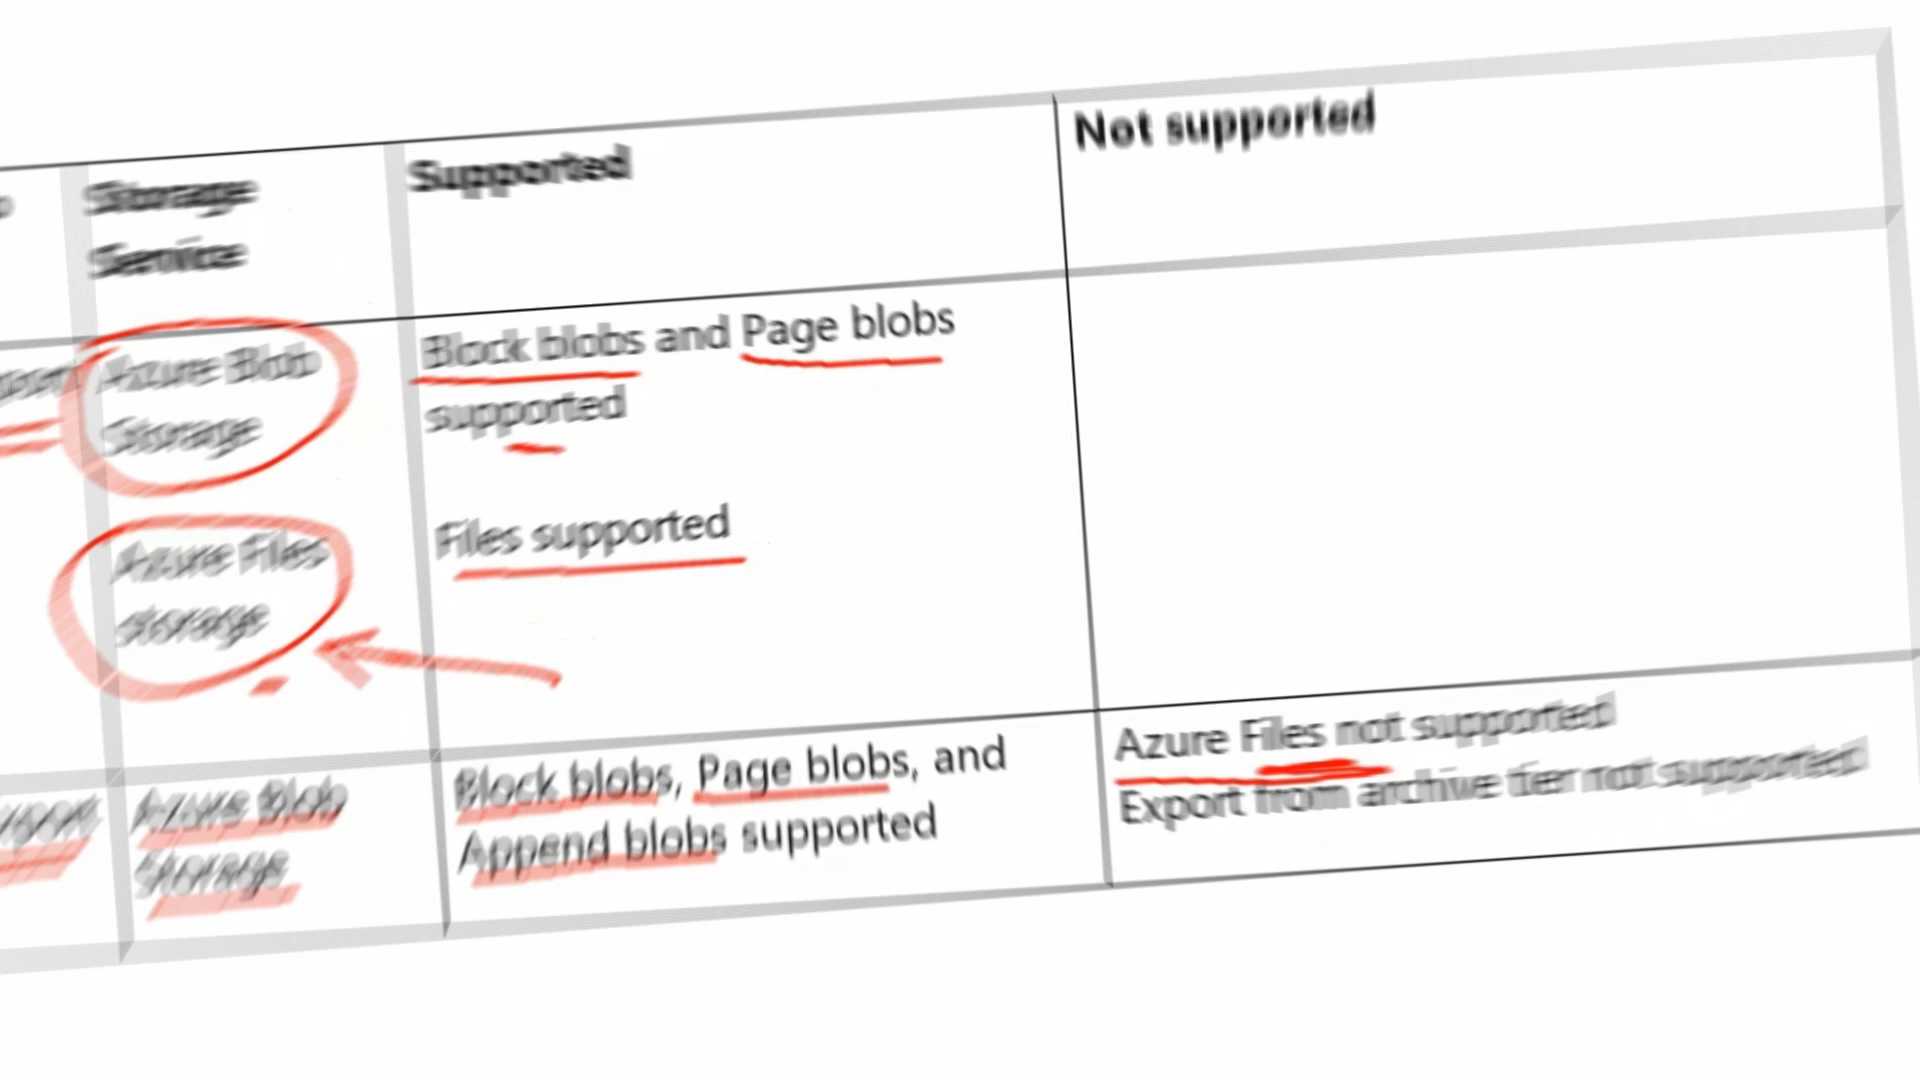 Storage
Service
Supported
Not supported
Azure Blob
Storage
Block blobs and Page blobs
supported
Azure Files
storage
Files supported
Azure Blob
Storage
Block blobs, Page blobs, and
Append blobs supported
Azure Files not supported
Export from archive tier not supported